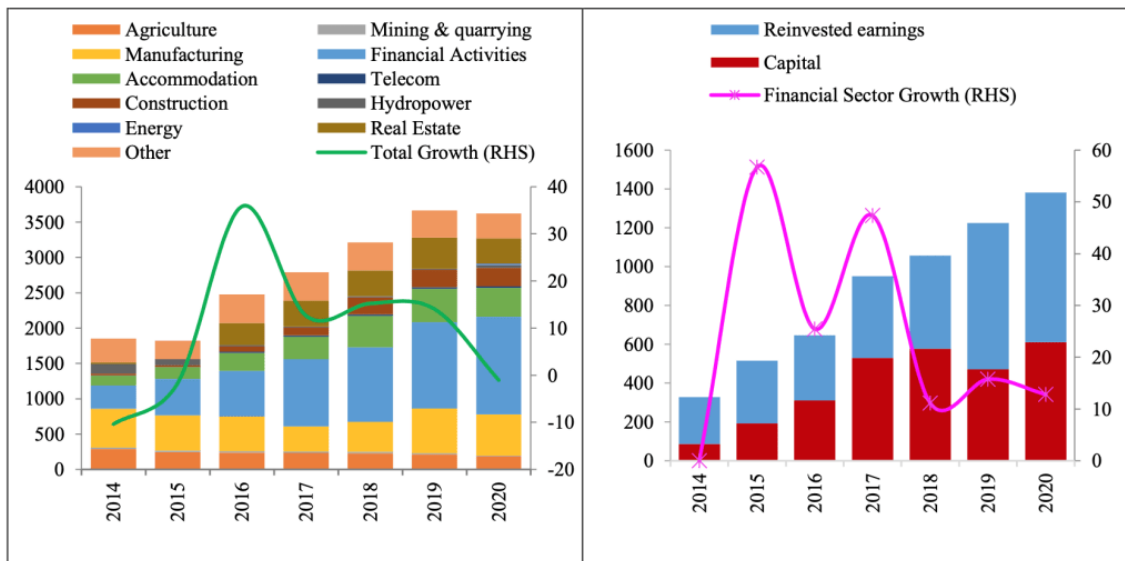 Agriculture Mining & quarrying
Manufacturing Financial Activities
Accommodation Telecom
Construction Hydropower
Energy Real Estate
Other Total Growth (RHS)
4000 40
3500 30
3000
2500 20
2000 10
1500 0
1000
500 -10
0 -20
2014 2015 2016 2017 2018 2019 2020
Reinvested earnings
Capital
Financial Sector Growth (RHS)
1600 60
1400 50
1200
1000 40
800 30
600 20
400
200 10
0 0
2014 2015 2016 2017 2018 2019 2020